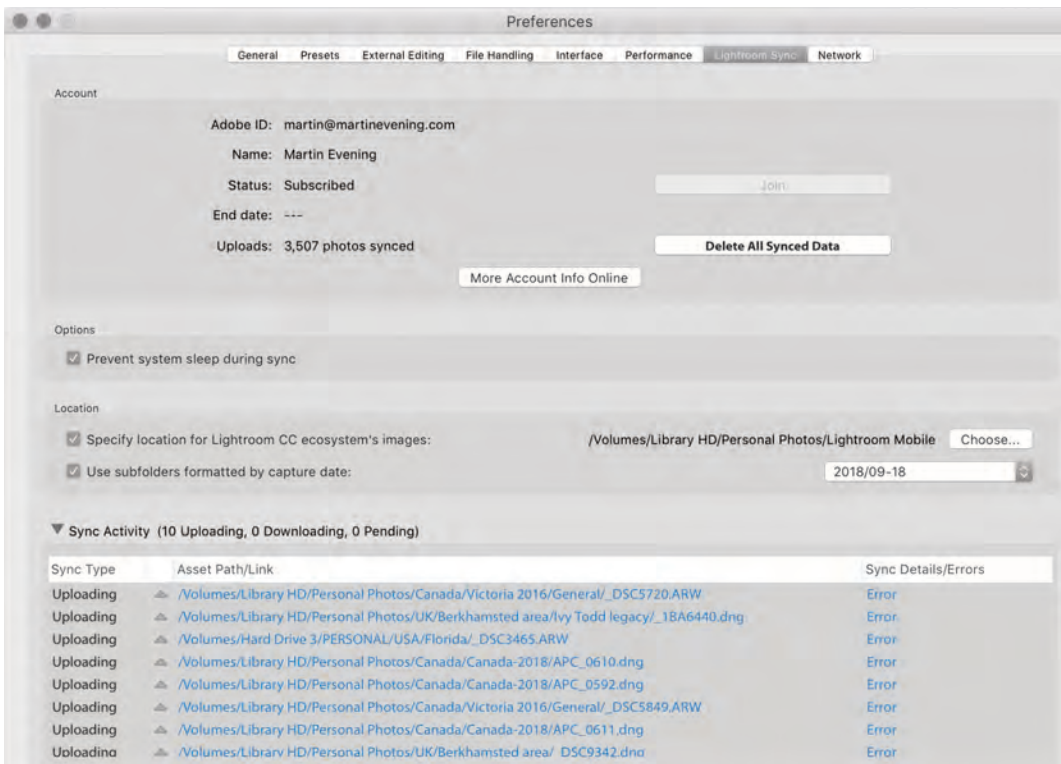 Preferences
General Presets External Editing File Handling Interface Performance Lightroom Sync Network
Account
Adobe ID: martin@martinevening.com
Name: Martin Evening
Status: Subscribed Join
End date: ---
Uploads: 3,507 photos synced Delete All Synced Data
More Account Info Online
Options
Prevent system sleep during sync
Location
Specify location for Lightroom CC ecosystem's images: /Volumes/Library HD/Personal Photos/Lightroom Mobile Choose...
Use subfolders formatted by capture date: 2018/09-18
Sync Activity (10 Uploading, 0 Downloading, 0 Pending)
Sync Type Asset Path/Link Sync Details/Errors
Uploading /Volumes/Library HD/Personal Photos/Canada/Victoria 2016/General/_DSC5720.ARW Error
Uploading /Volumes/Library HD/Personal Photos/UK/Berkhamsted area/Ivy Todd legacy/_1BA6440.dng Error
Uploading /Volumes/Hard Drive 3/PERSONAL/USA/Florida/_DSC3465.ARW Error
Uploading /Volumes/Library HD/Personal Photos/Canada/Canada-2018/APC_0610.dng Error
Uploading /Volumes/Library HD/Personal Photos/Canada/Canada-2018/APC_0592.dng Error
Uploading /Volumes/Library HD/Personal Photos/Canada/Victoria 2016/General/_DSC5849.ARW Error
Uploading /Volumes/Library HD/Personal Photos/Canada/Canada-2018/APC_0611.dng Error
Uploading /Volumes/Library HD/Personal Photos/UK/Berkhamsted area/_DSC9342.dng Error